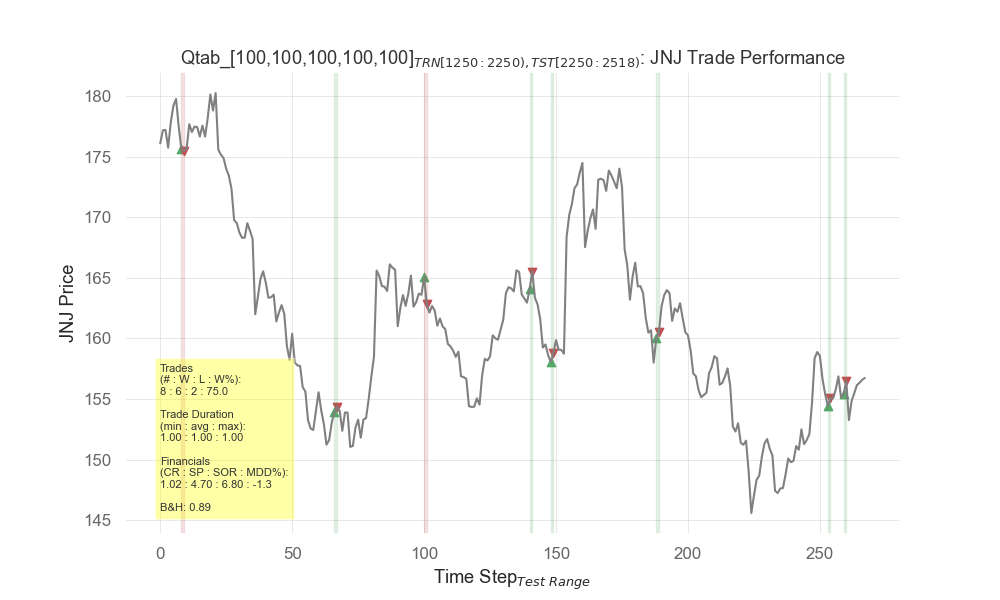 Qtab_[100,100,100,100,100]TRN[1250:2250),TST[2250:2518): JNJ Trade Performance
180
175
170
165
160
155
150
145
JNJ Price
Trades
(# : W : L : W%):
8 : 6 : 2 : 75.0
Trade Duration
(min : avg : max):
1.00 : 1.00 : 1.00
Financials
(CR : SP : SOR : MDD%):
1.02 : 4.70 : 6.80 : -1.3
B&H: 0.89
0 50 100 150 200 250
Time StepTest Range